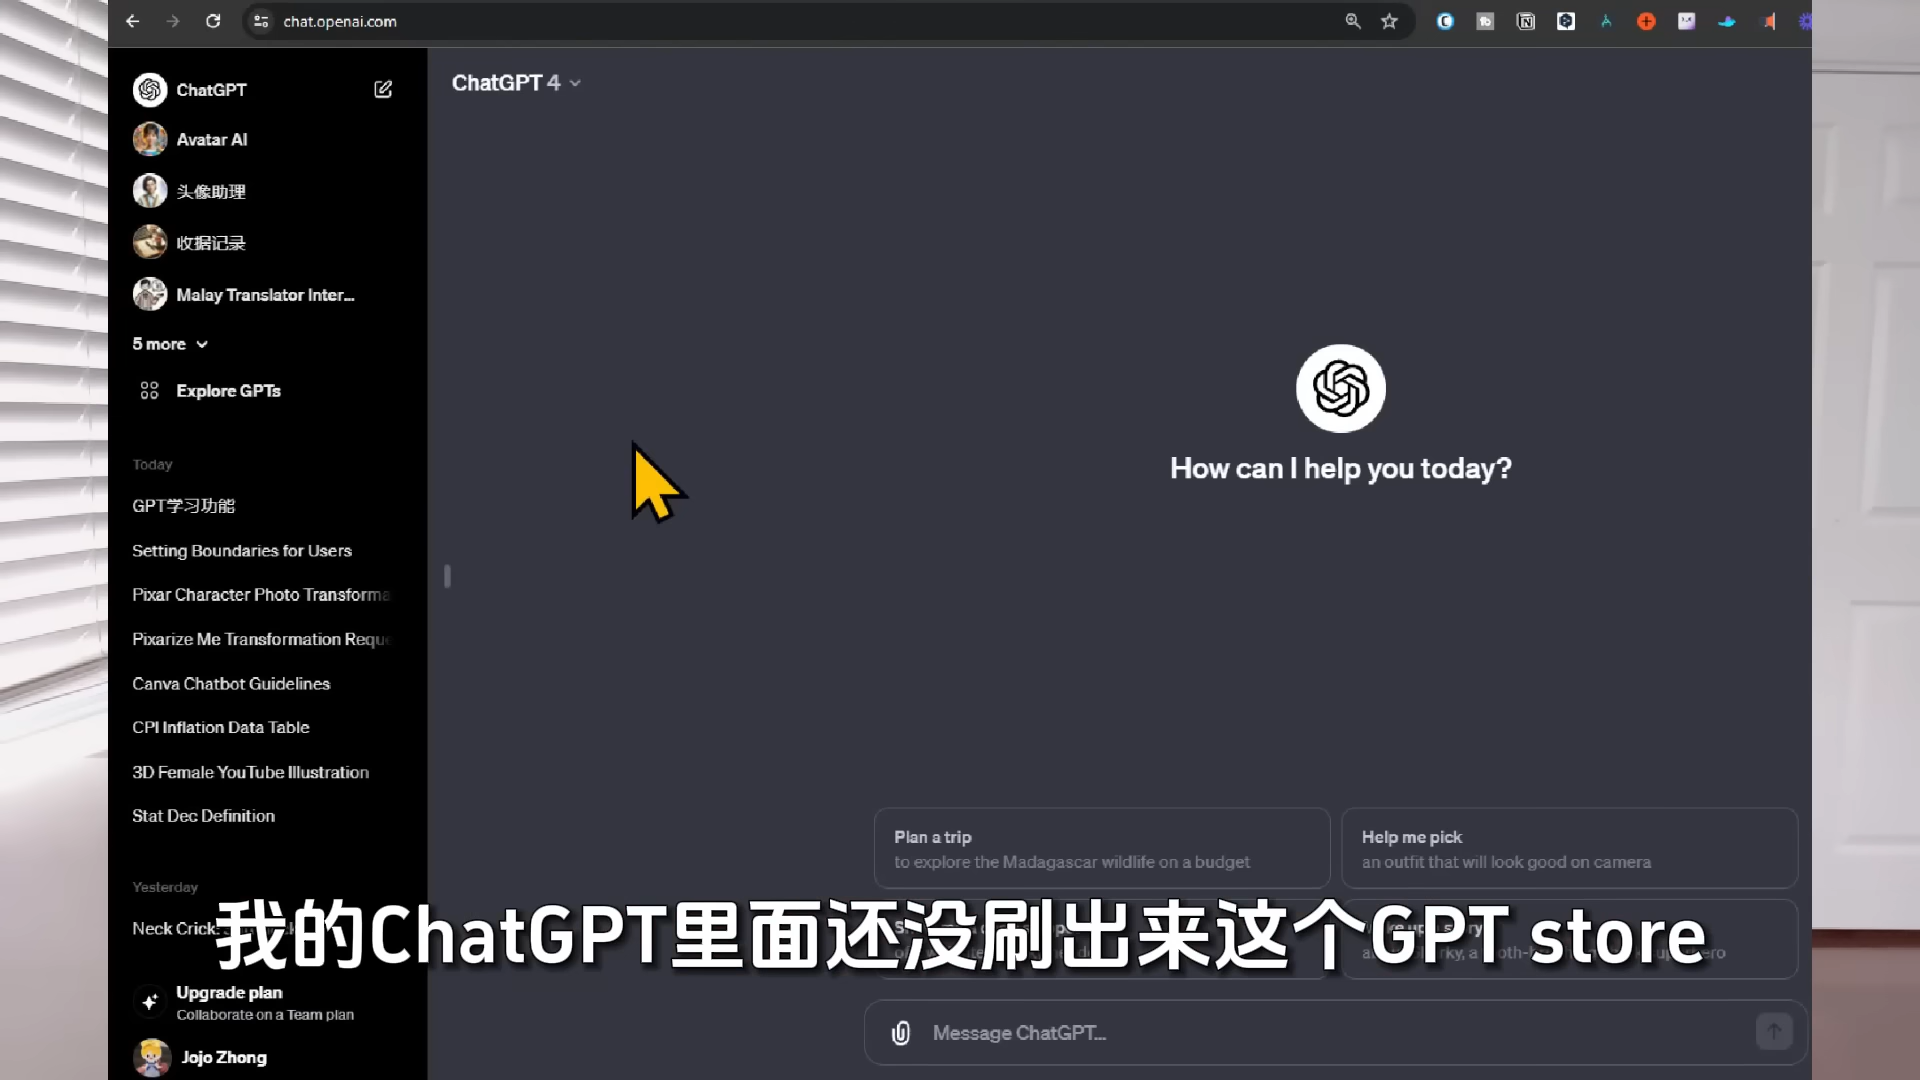 chat.openai.com
ChatGPT
Avatar AI
头像助理
收据记录
Malay Translator Inter...
5 more
Explore GPTs
Today
GPT学习功能
Setting Boundaries for Users
Pixar Character Photo Transforma
Pixarize Me Transformation Reque
Canva Chatbot Guidelines
CPI Inflation Data Table
3D Female YouTube Illustration
Stat Dec Definition
Yesterday
Neck Crick
Upgrade plan
Collaborate on a Team plan
Jojo Zhong
ChatGPT 4
How can I help you today?
Plan a trip
to explore the Madagascar wildlife on a budget
Help me pick
an outfit that will look good on camera
我的ChatGPT里面还没刷出来这个GPT store
Message ChatGPT...